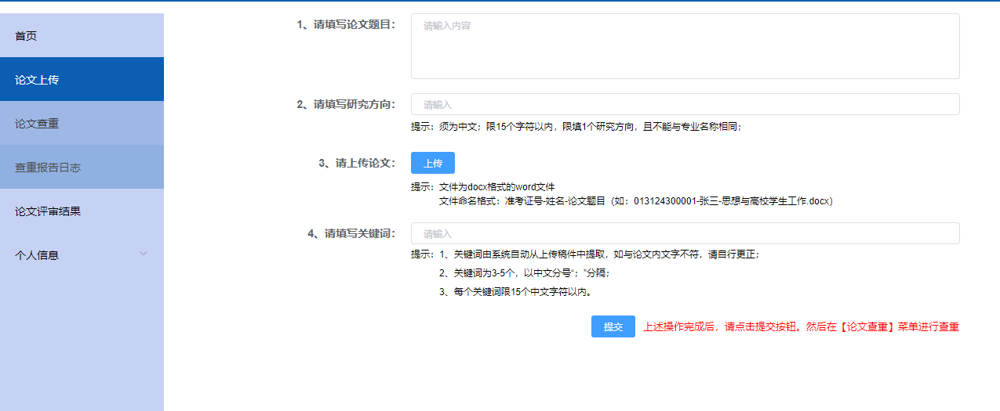 首页
论文上传
论文查重
查重报告日志
论文评审结果
个人信息
1、请填写论文题目：
请输入内容
2、请填写研究方向：
请输入
提示：须为中文；限15个字符以内，限填1个研究方向，且不能与专业名称相同；
3、请上传论文：
上传
提示：文件为docx格式的word文件
文件命名格式：准考证号-姓名-论文题目（如：013124300001-张三-思想与高校学生工作.docx）
4、请填写关键词：
请输入
提示：1、关键词由系统自动从上传稿件中提取，如与论文内文字不符，请自行更正；
2、关键词为3-5个，以中文分号“；”分隔；
3、每个关键词限15个中文字符以内。
提交
上述操作完成后，请点击提交按钮。然后在【论文查重】菜单进行查重